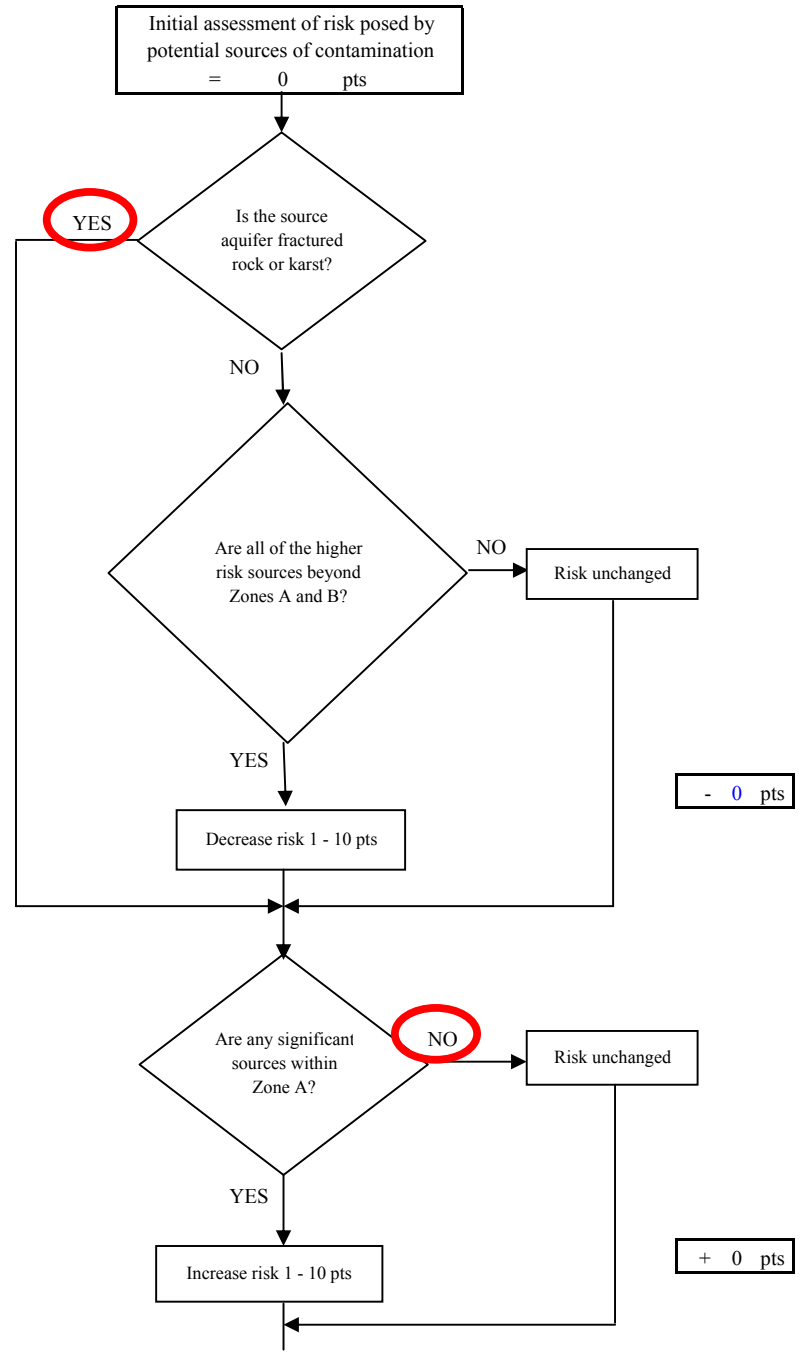 Initial assessment of risk posed by
potential sources of contamination
= 0 pts
YES
Is the source
aquifer fractured
rock or karst?
NO
Are all of the higher
risk sources beyond
Zones A and B?
NO
Risk unchanged
YES
- 0 pts
Decrease risk 1 - 10 pts
Are any significant
sources within
Zone A?
NO
Risk unchanged
YES
+ 0 pts
Increase risk 1 - 10 pts